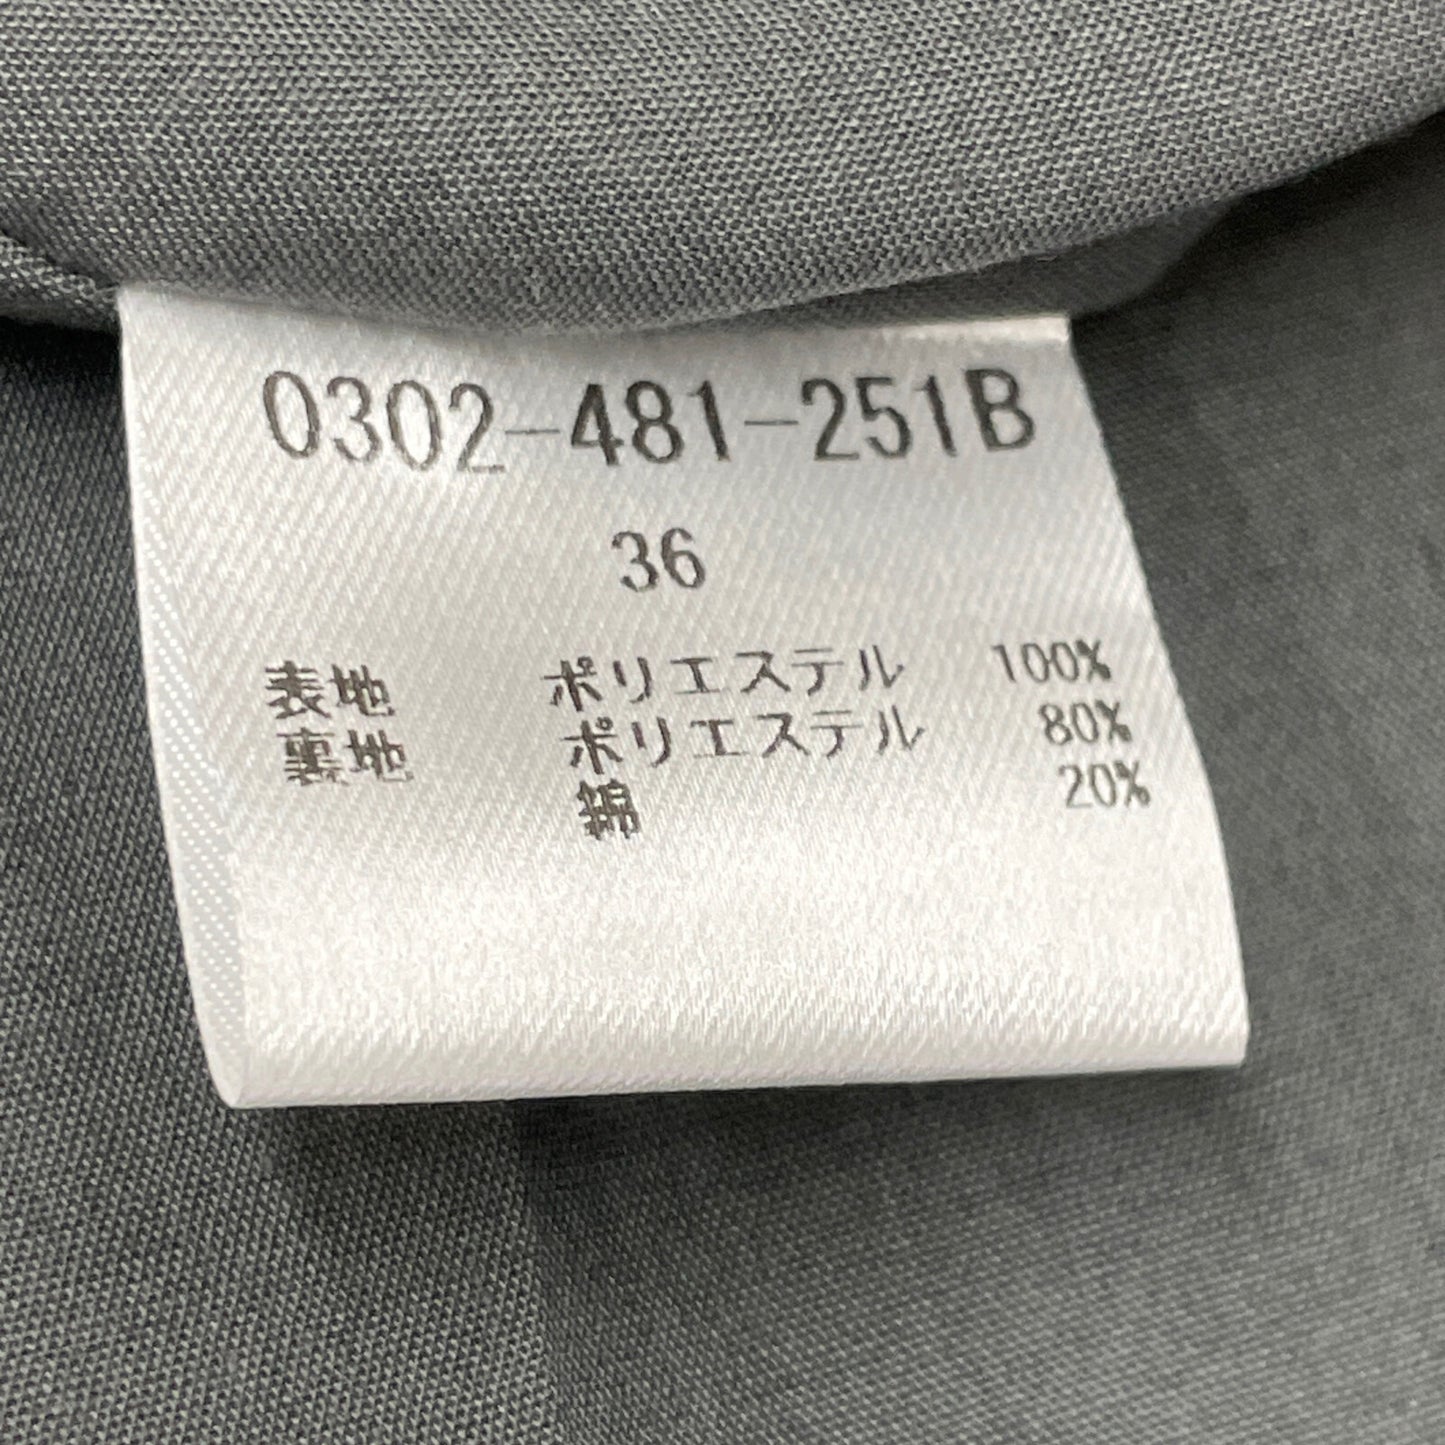 0302-481-251B
36
表地 ポリエステル 100%
裏地 ポリエステル 80%
綿 20%